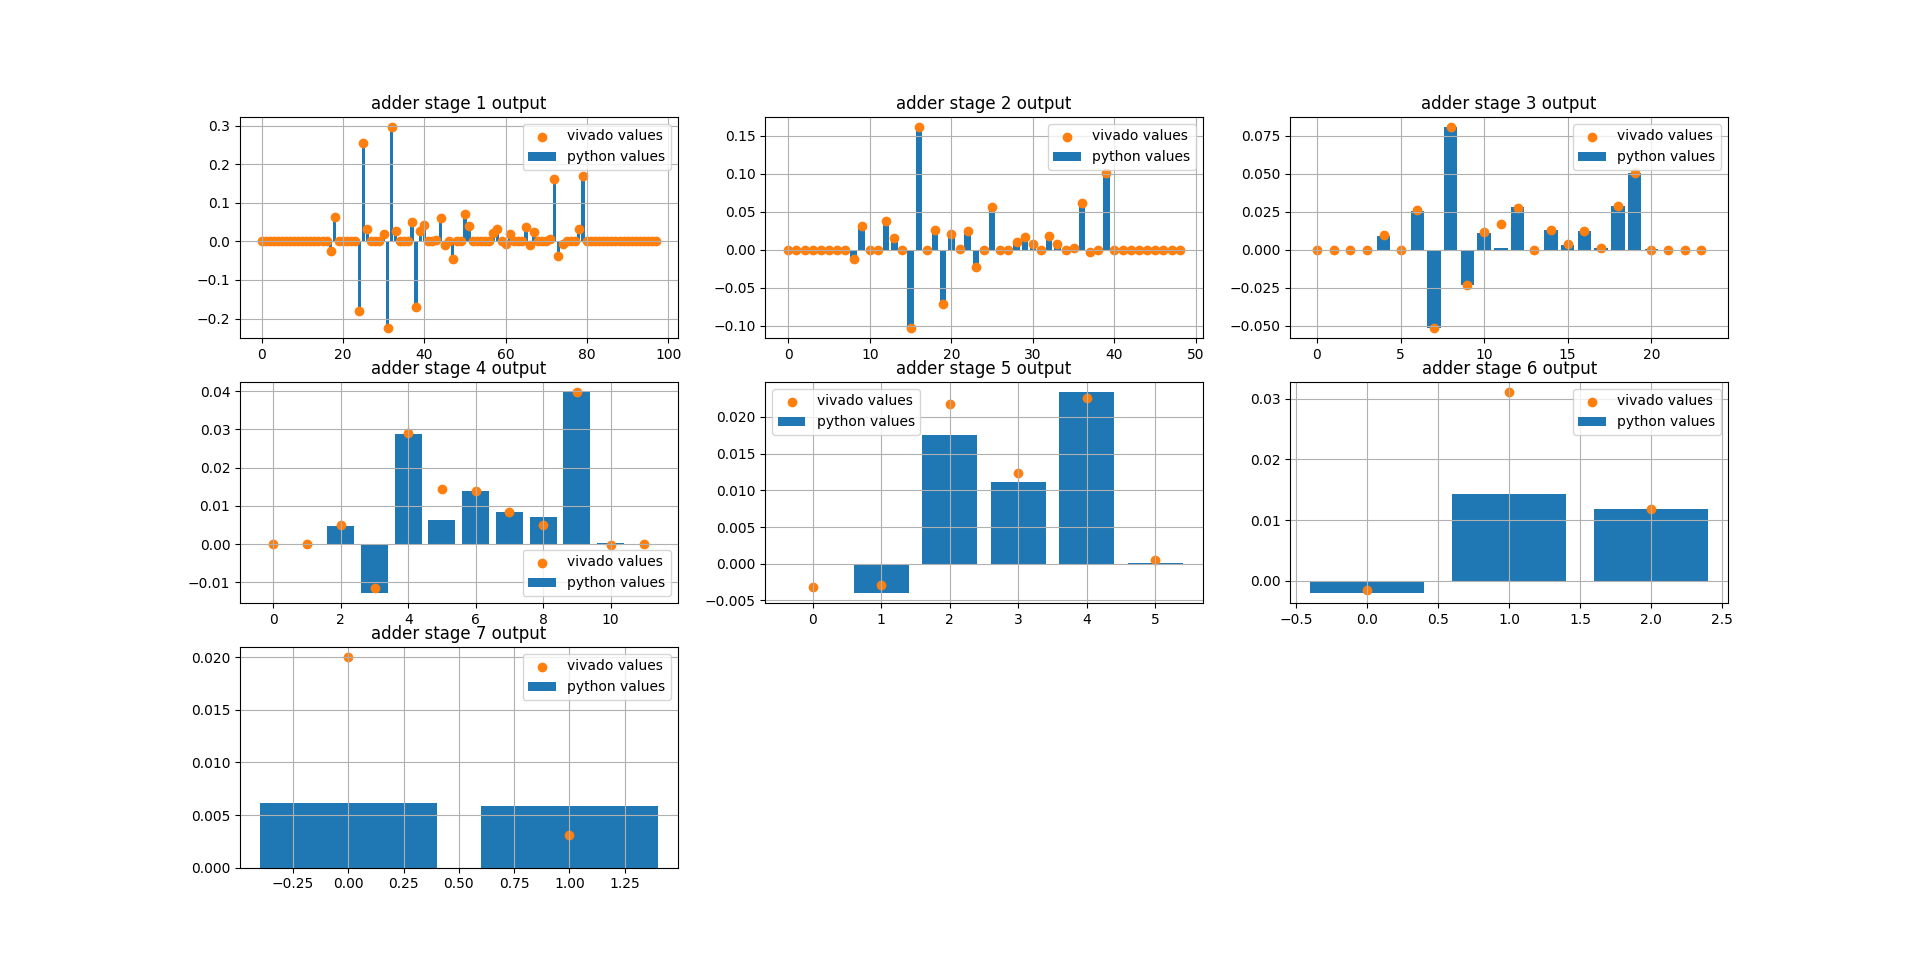 adder stage 1 output
0.3
0.2
0.1
0.0
−0.1
−0.2
0 20 40 60 80 100
vivado values
python values
adder stage 2 output
0.15
0.10
0.05
0.00
−0.05
−0.10
0 10 20 30 40 50
vivado values
python values
adder stage 3 output
0.075
0.050
0.025
0.000
−0.025
−0.050
0 5 10 15 20
vivado values
python values
adder stage 4 output
0.04
0.03
0.02
0.01
0.00
−0.01
0 2 4 6 8 10
vivado values
python values
adder stage 5 output
0.020
0.015
0.010
0.005
0.000
−0.005
0 1 2 3 4 5
vivado values
python values
adder stage 6 output
0.03
0.02
0.01
0.00
−0.5 0.0 0.5 1.0 1.5 2.0 2.5
vivado values
python values
adder stage 7 output
0.020
0.015
0.010
0.005
0.000
−0.25 0.00 0.25 0.50 0.75 1.00 1.25
vivado values
python values